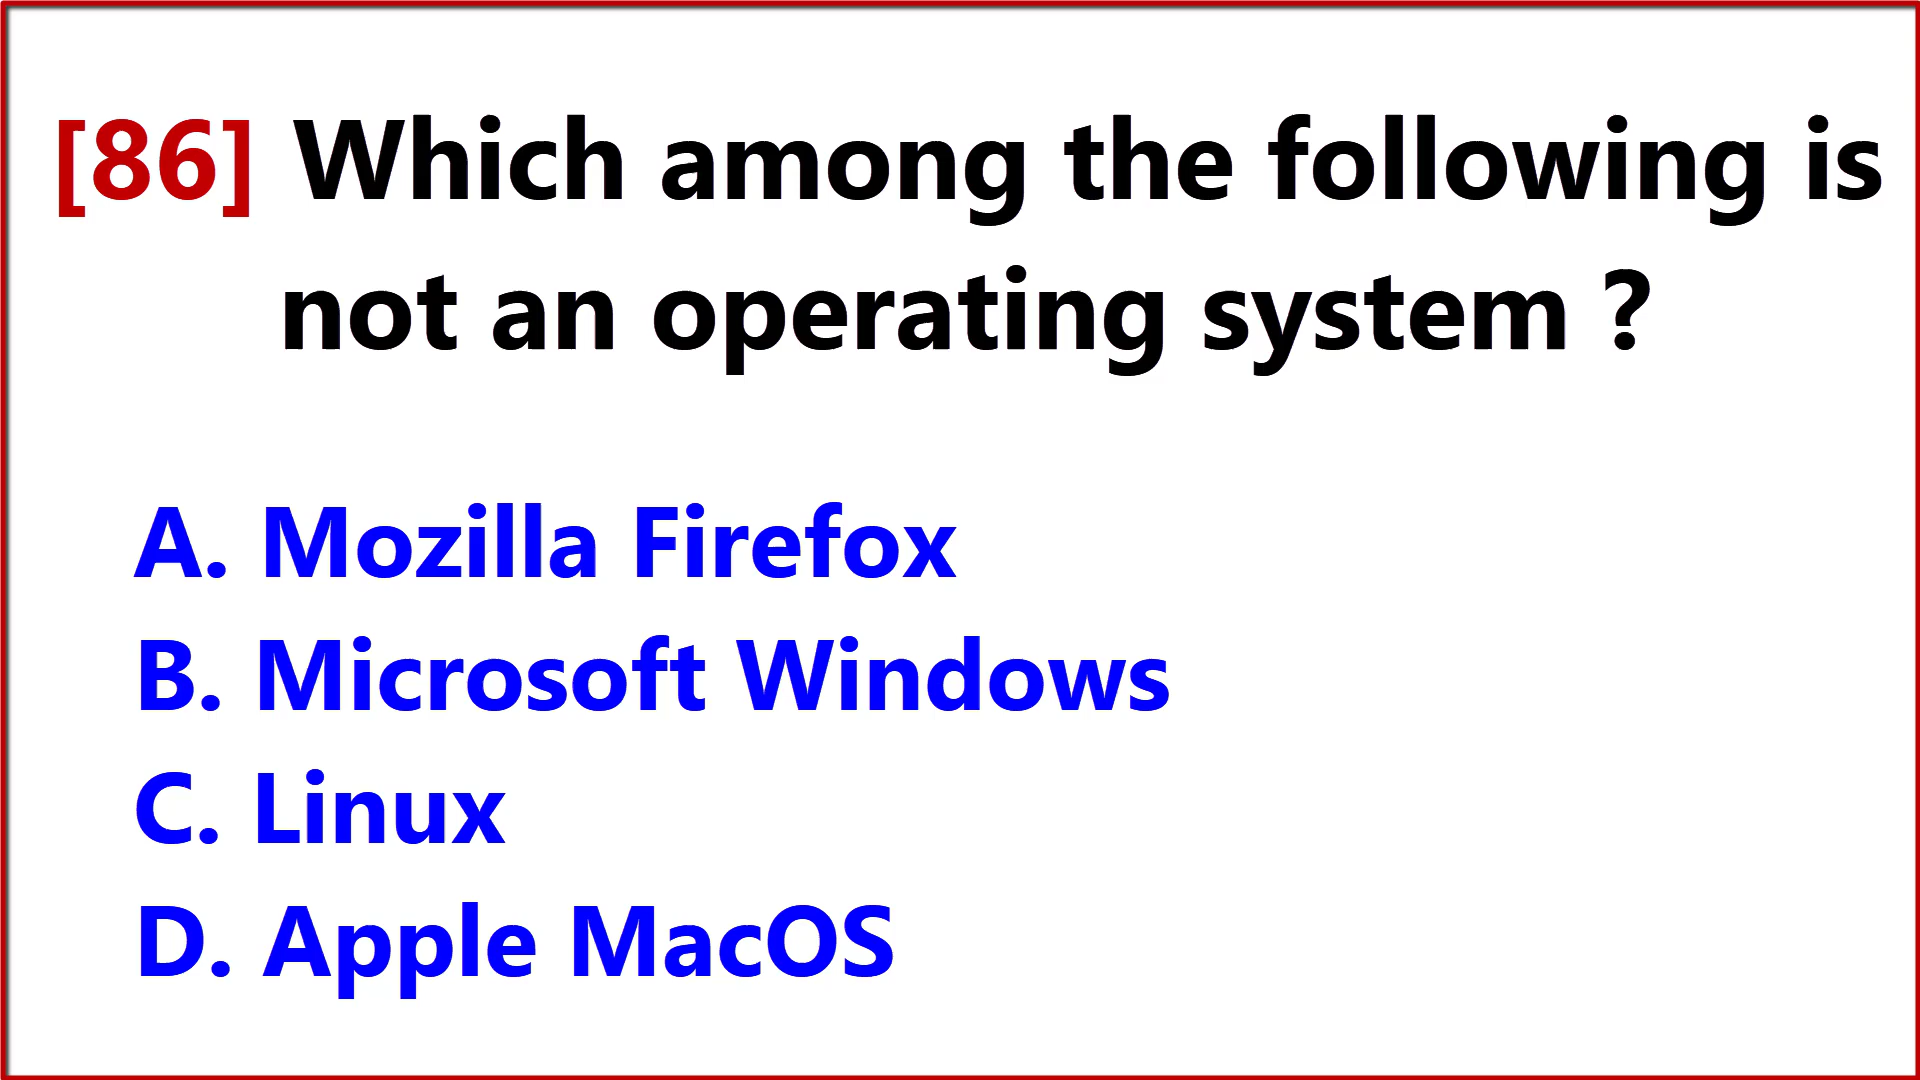 [86] Which among the following is
not an operating system ?
A. Mozilla Firefox
B. Microsoft Windows
C. Linux
D. Apple MacOS